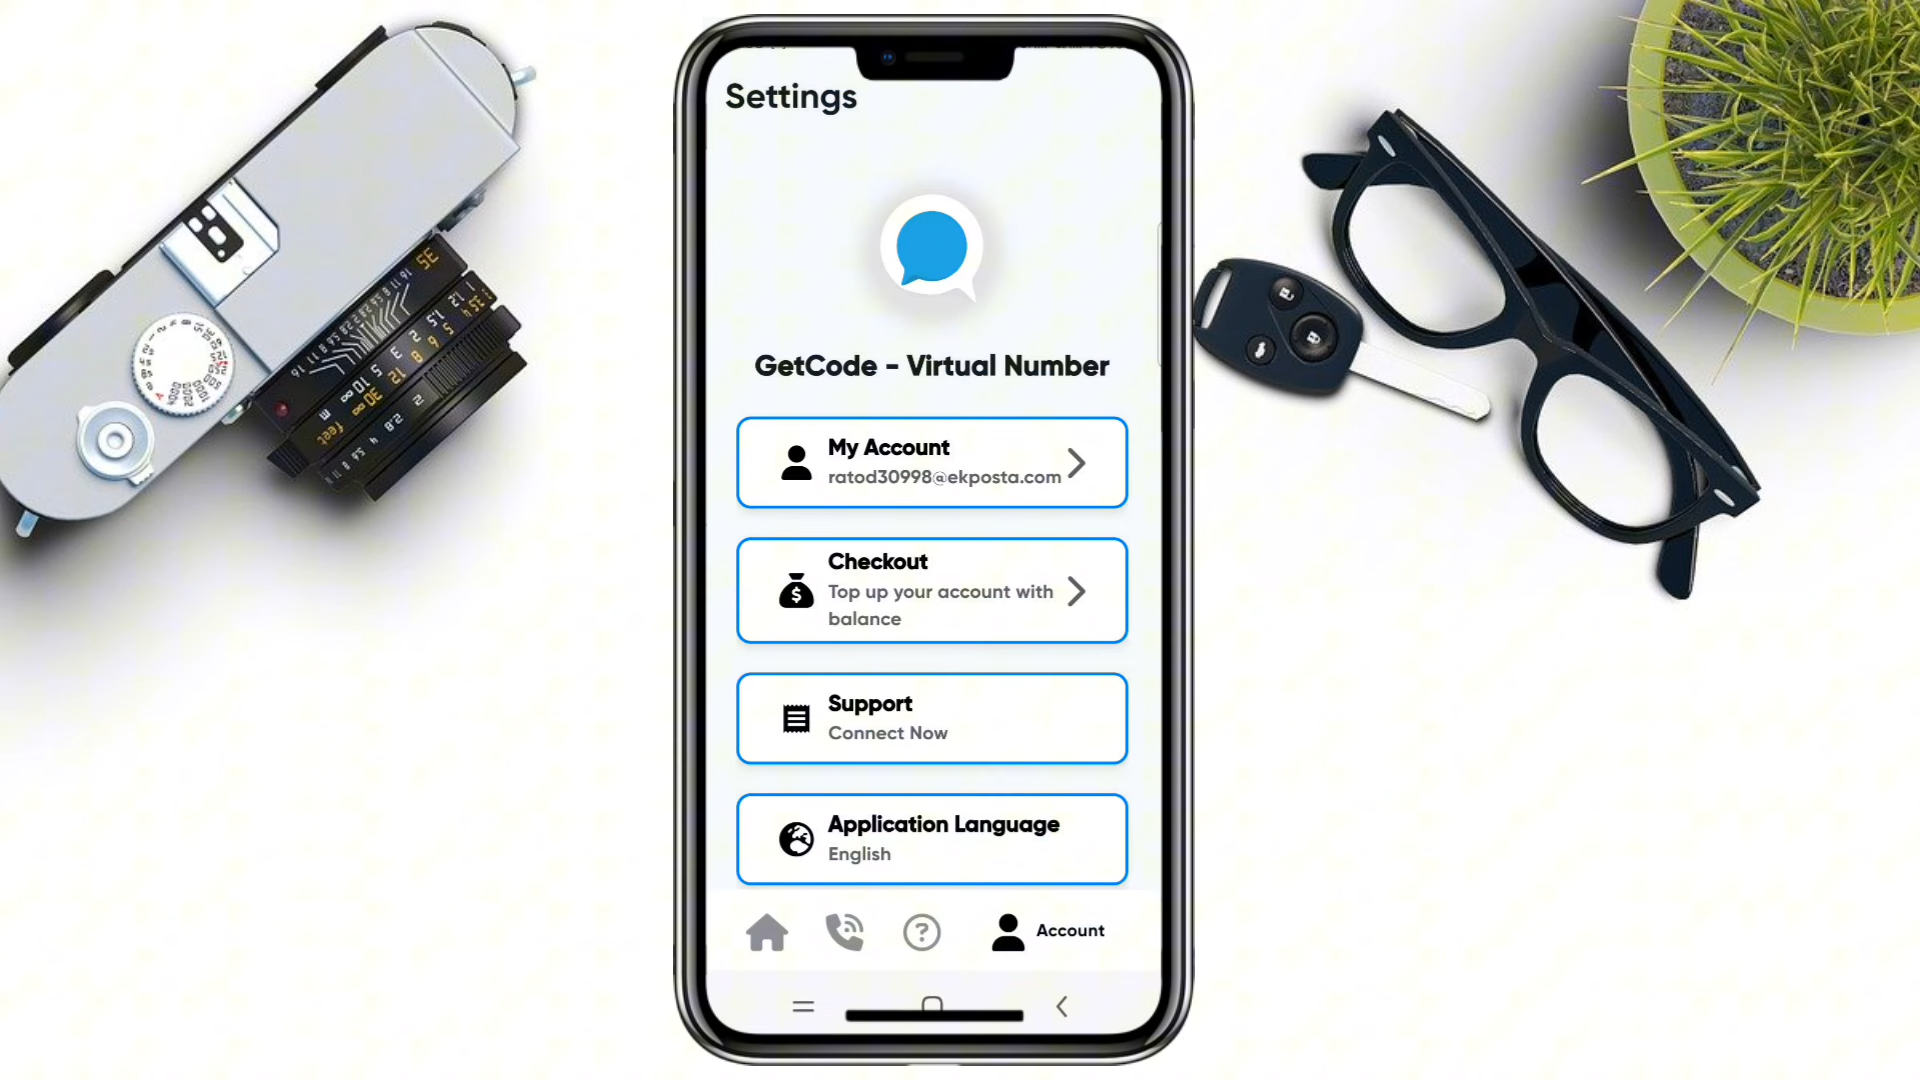 Settings
GetCode - Virtual Number
My Account
ratod30998@ekposta.com
Checkout
Top up your account with
balance
Support
Connect Now
Application Language
English
Account
feet
m